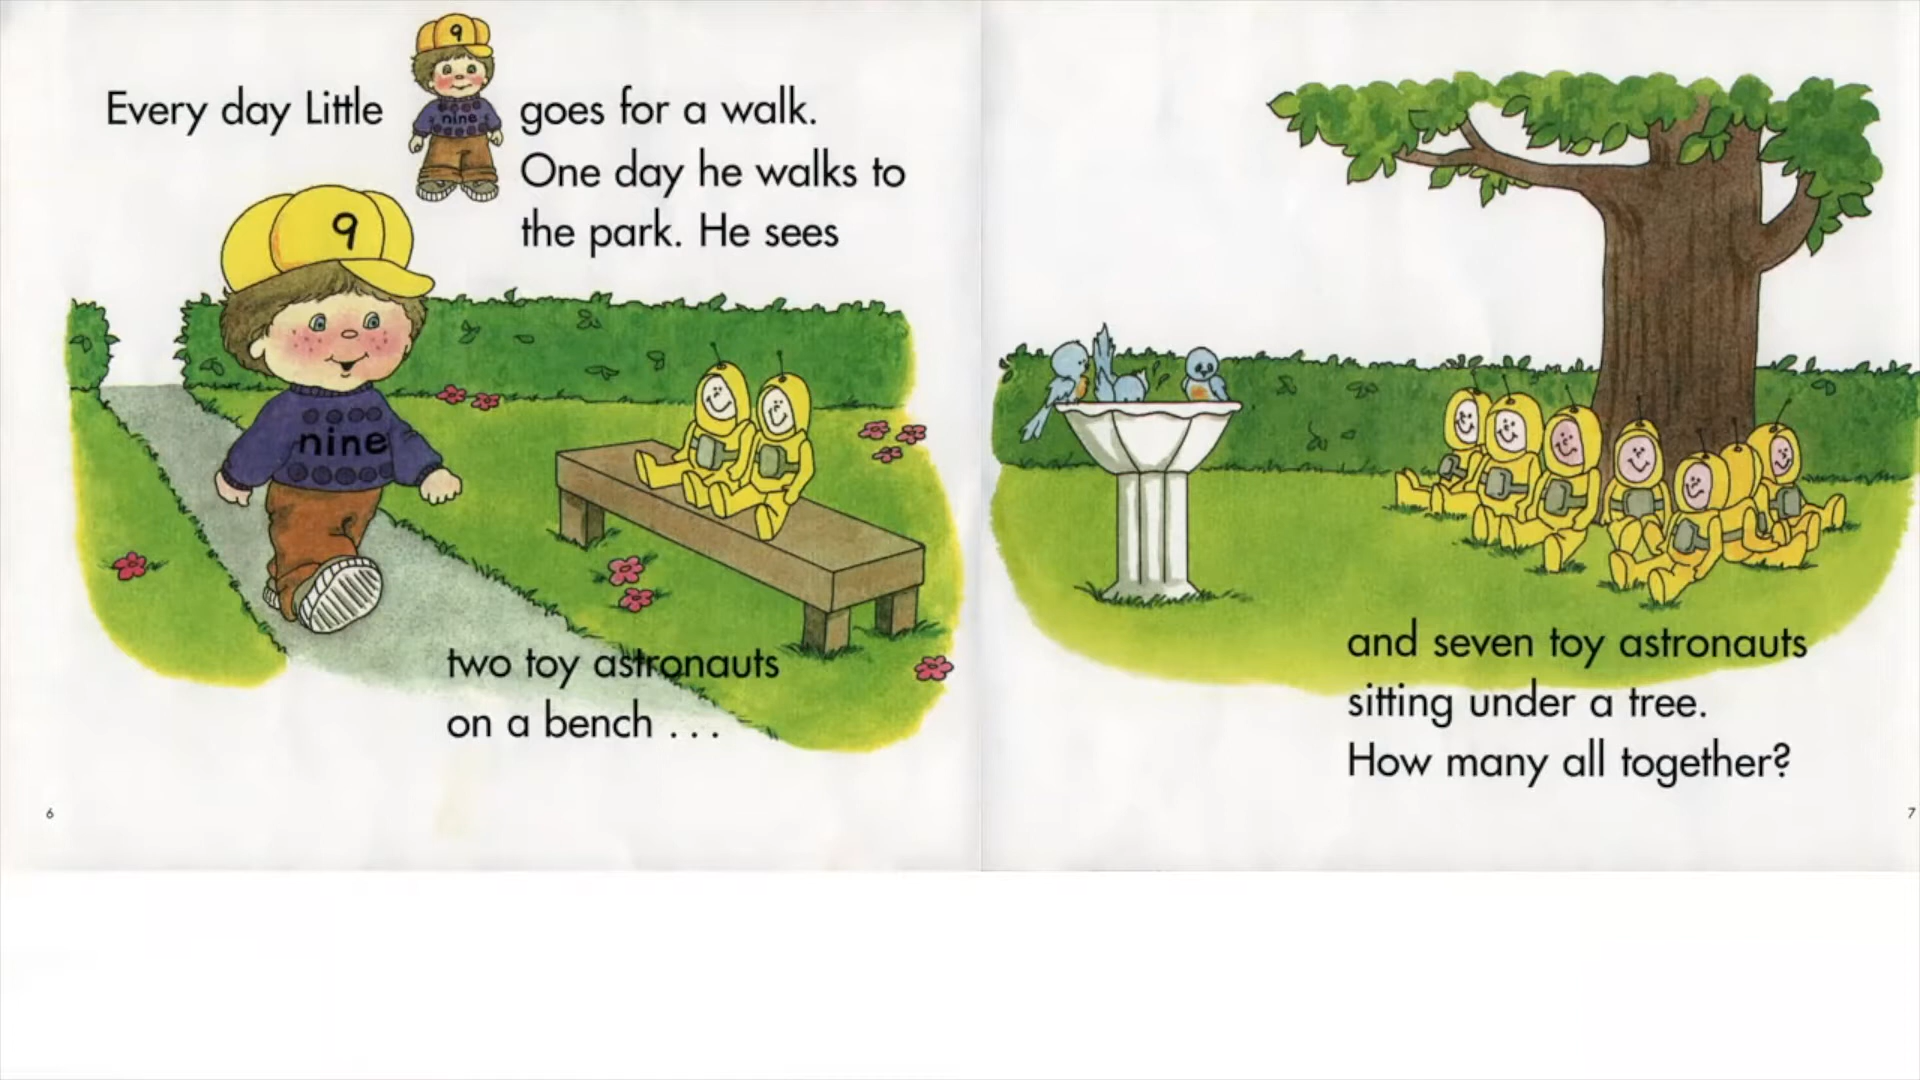 Every day Little
9
nine
goes for a walk.
One day he walks to
the park. He sees
9
nine
two toy astronauts
on a bench . . .
6
and seven toy astronauts
sitting under a tree.
How many all together?
7